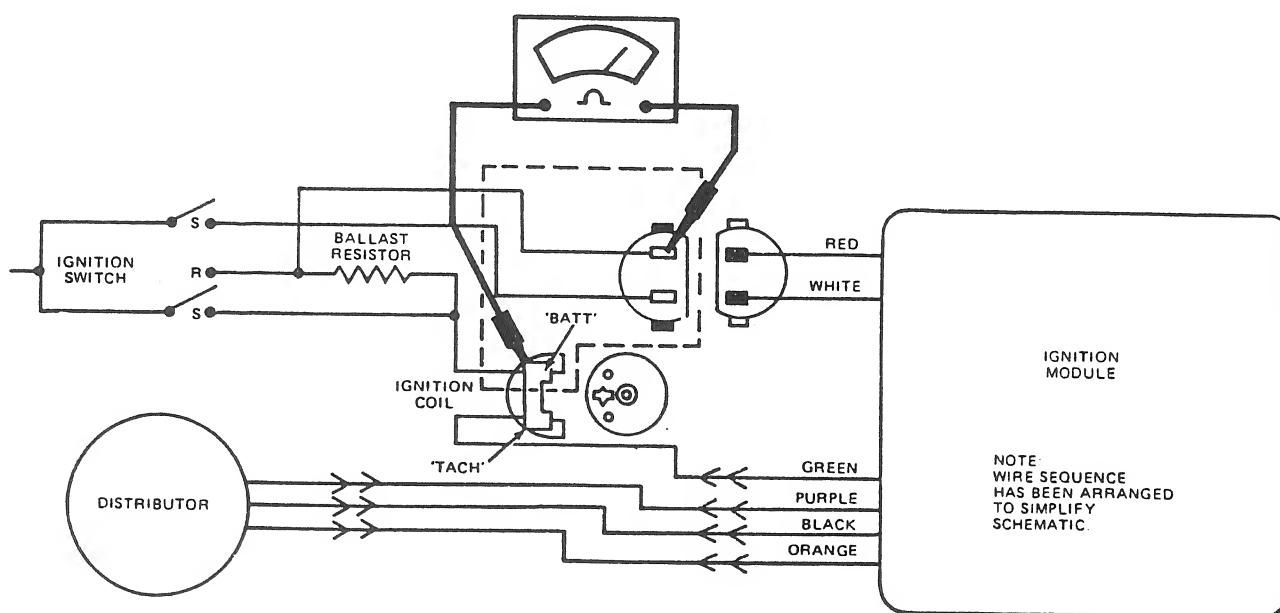 S
IGNITION
SWITCH
R
S
BALLAST
RESISTOR
'BATT'
IGNITION
COIL
'TACH'
DISTRIBUTOR
RED
WHITE
IGNITION
MODULE
GREEN
PURPLE
BLACK
ORANGE
NOTE:
WIRE SEQUENCE
HAS BEEN ARRANGED
TO SIMPLIFY
SCHEMATIC.